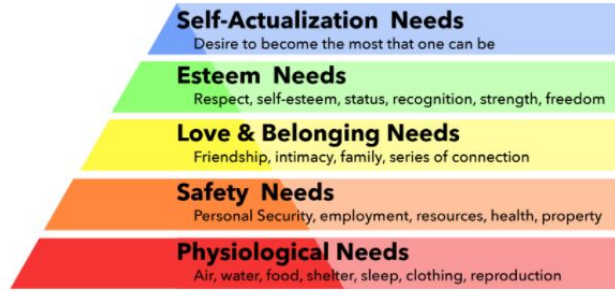 Self-Actualization Needs
Desire to become the most that one can be
Esteem Needs
Respect, self-esteem, status, recognition, strength, freedom
Love & Belonging Needs
Friendship, intimacy, family, series of connection
Safety Needs
Personal Security, employment, resources, health, property
Physiological Needs
Air, water, food, shelter, sleep, clothing, reproduction